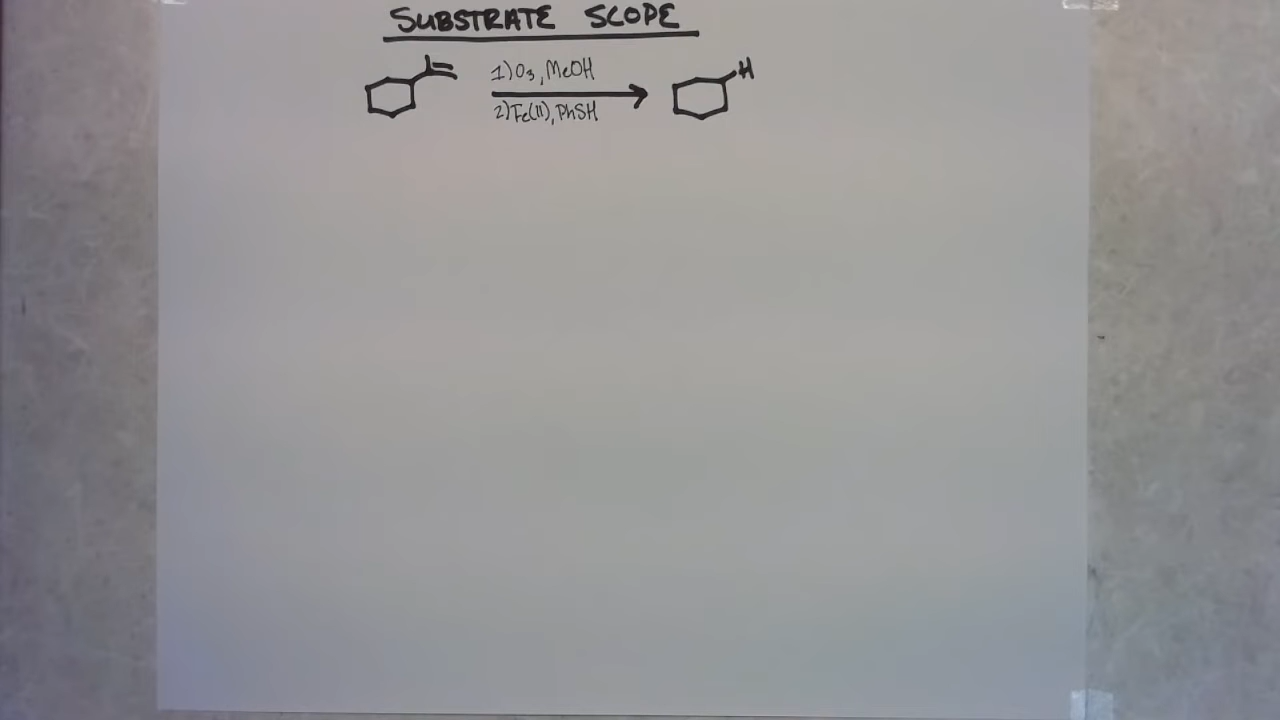 SUBSTRATE SCOPE
1) O3, MeOH
2) Fe(II), PhSH
H